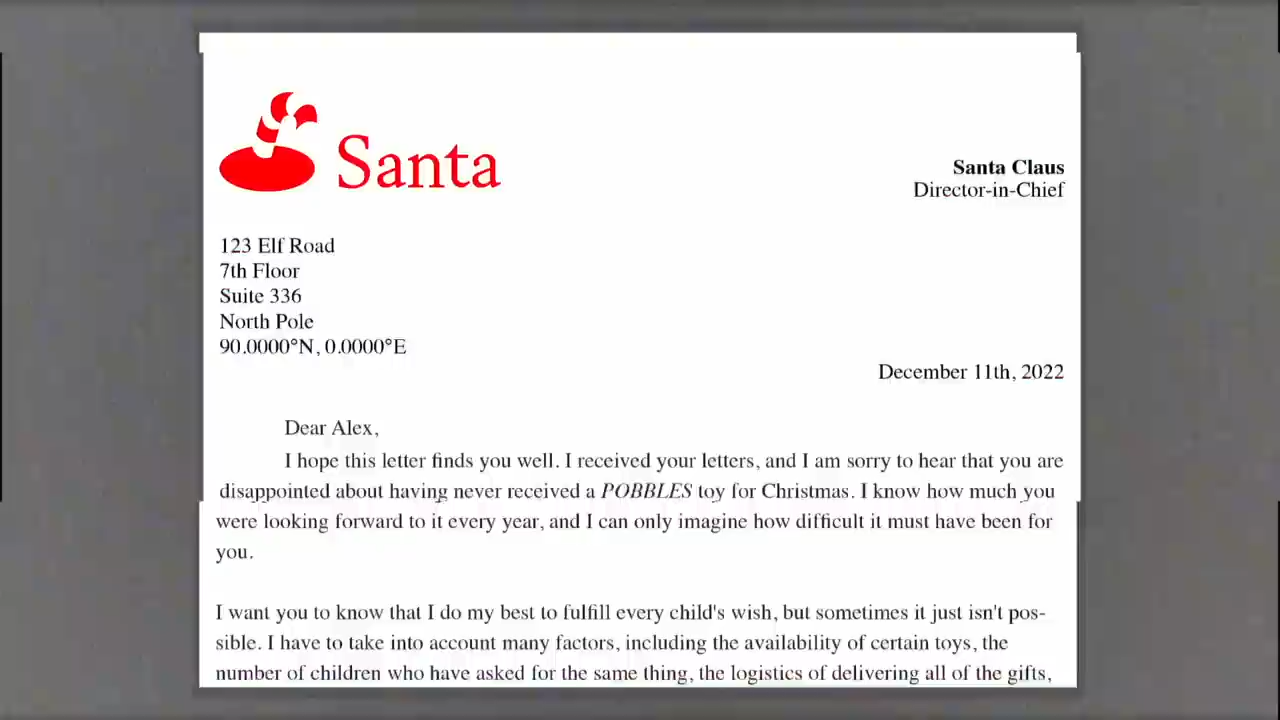 Santa
Santa Claus
Director-in-Chief
123 Elf Road
7th Floor
Suite 336
North Pole
90.0000°N, 0.0000°E
December 11th, 2022
Dear Alex,
I hope this letter finds you well. I received your letters, and I am sorry to hear that you are
disappointed about having never received a POBBLES toy for Christmas. I know how much you
were looking forward to it every year, and I can only imagine how difficult it must have been for
you.
I want you to know that I do my best to fulfill every child's wish, but sometimes it just isn't pos-
sible. I have to take into account many factors, including the availability of certain toys, the
number of children who have asked for the same thing, the logistics of delivering all of the gifts,